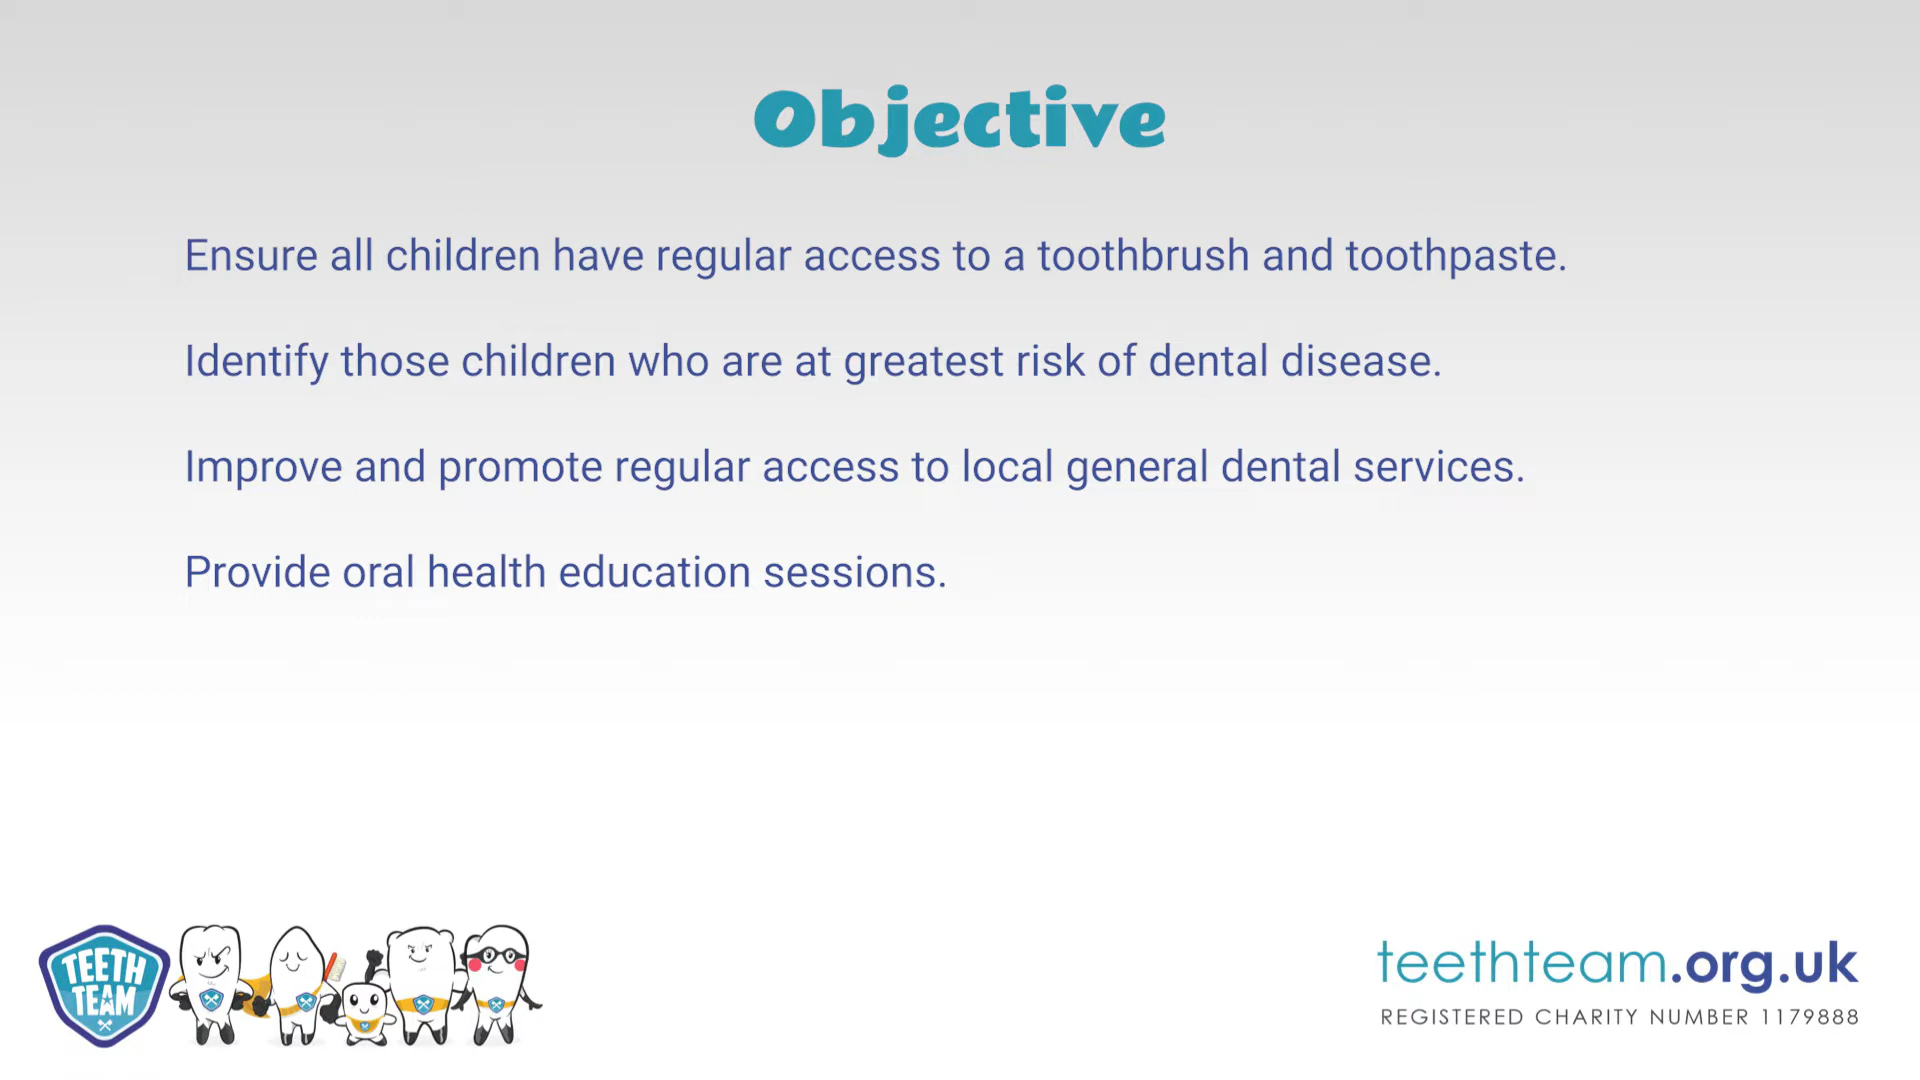 Objective
Ensure all children have regular access to a toothbrush and toothpaste.
Identify those children who are at greatest risk of dental disease.
Improve and promote regular access to local general dental services.
Provide oral health education sessions.
TEETH
TEAM
teethteam.org.uk
REGISTERED CHARITY NUMBER 1179888